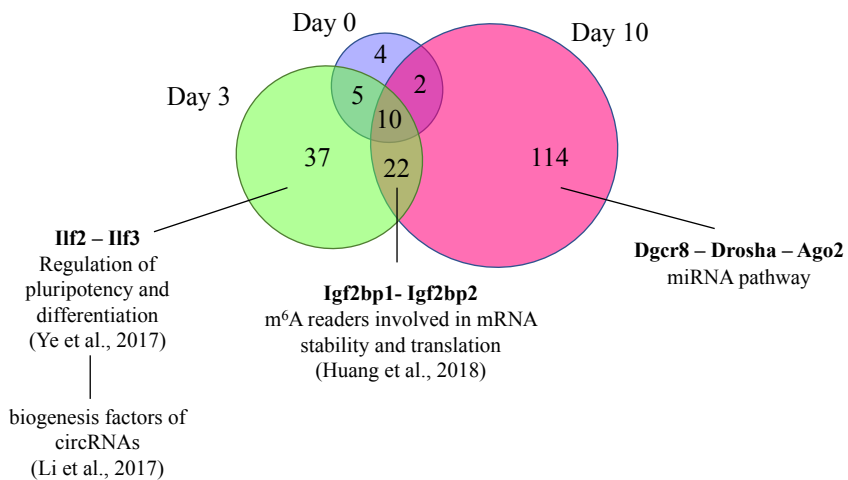 Day 0
Day 10
Day 3
4
5
2
10
37
22
114
Ilf2 – Ilf3
Regulation of
pluripotency and
differentiation
(Ye et al., 2017)
biogenesis factors of
circRNAs
(Li et al., 2017)
Igf2bp1- Igf2bp2
m⁶A readers involved in mRNA
stability and translation
(Huang et al., 2018)
Dgcr8 – Drosha – Ago2
miRNA pathway